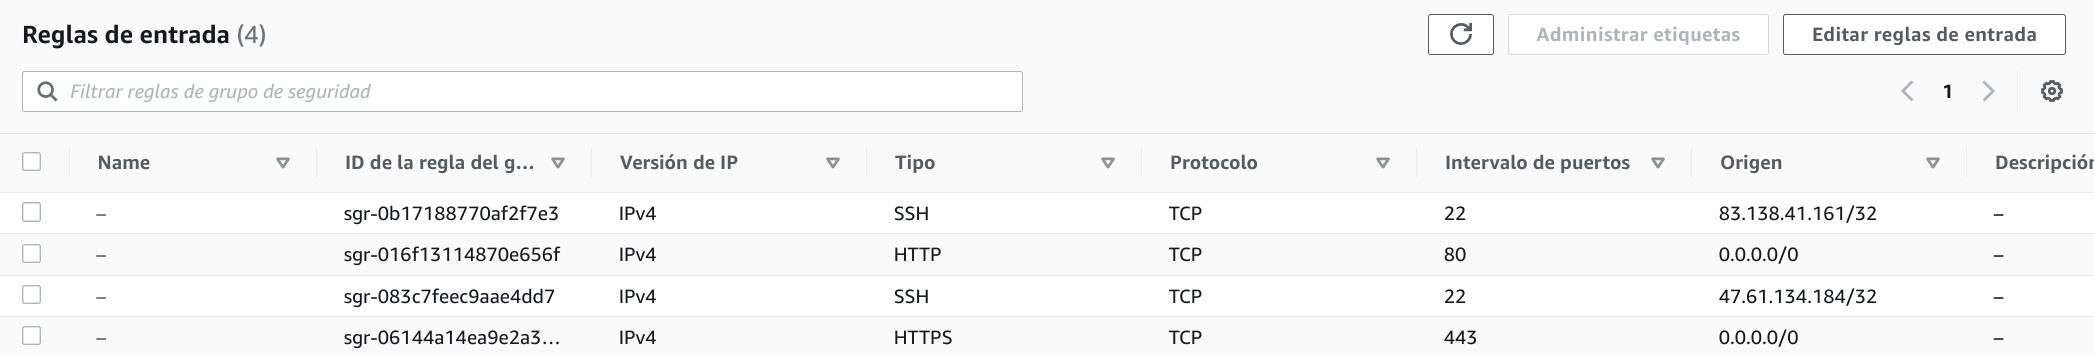 Reglas de entrada (4)
Administrar etiquetas
Editar reglas de entrada
Filtrar reglas de grupo de seguridad
1
Name ID de la regla del g... Versión de IP Tipo Protocolo Intervalo de puertos Origen Descripción
– sgr-0b17188770af2f7e3 IPv4 SSH TCP 22 83.138.41.161/32 –
– sgr-016f13114870e656f IPv4 HTTP TCP 80 0.0.0.0/0 –
– sgr-083c7feec9aae4dd7 IPv4 SSH TCP 22 47.61.134.184/32 –
– sgr-06144a14ea9e2a3... IPv4 HTTPS TCP 443 0.0.0.0/0 –